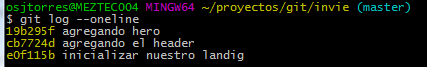 osjtorres@MEZTECO04 MINGW64 ~/proyectos/git/invie (master)
$ git log --oneline
19b295f agregando hero
cb7724d agregando el header
e0f115b inicializar nuestro landig